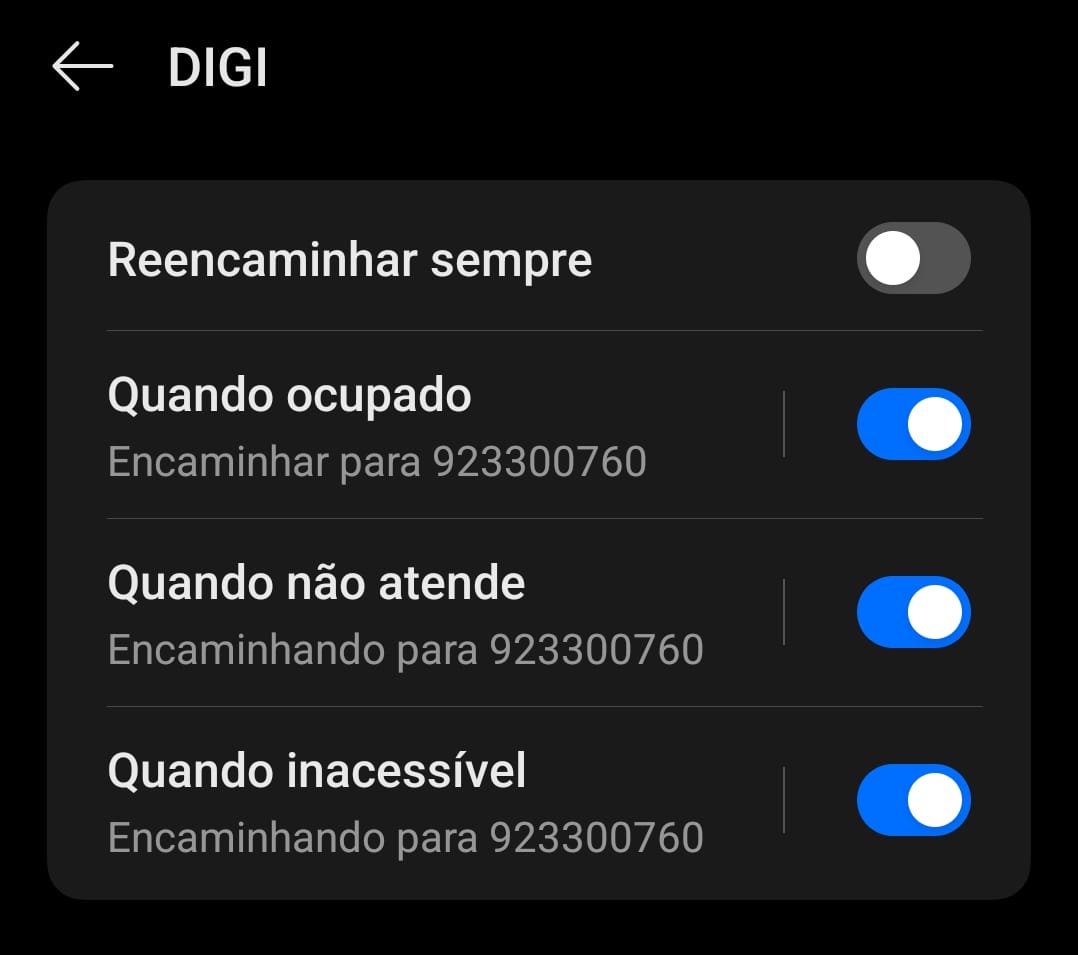 DIGI
Reencaminhar sempre
Quando ocupado
Encaminhar para 923300760
Quando não atende
Encaminhando para 923300760
Quando inacessível
Encaminhando para 923300760